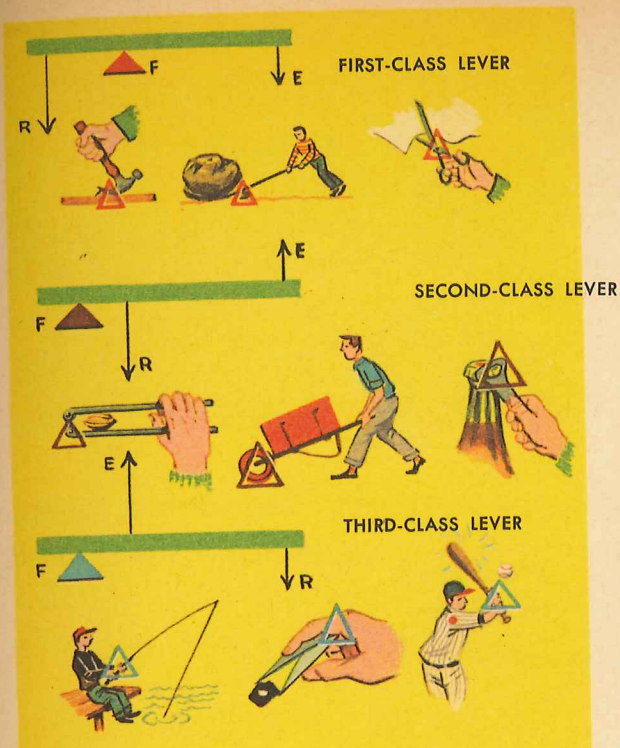 F
E
R
FIRST-CLASS LEVER
E
F
R
SECOND-CLASS LEVER
E
F
R
THIRD-CLASS LEVER